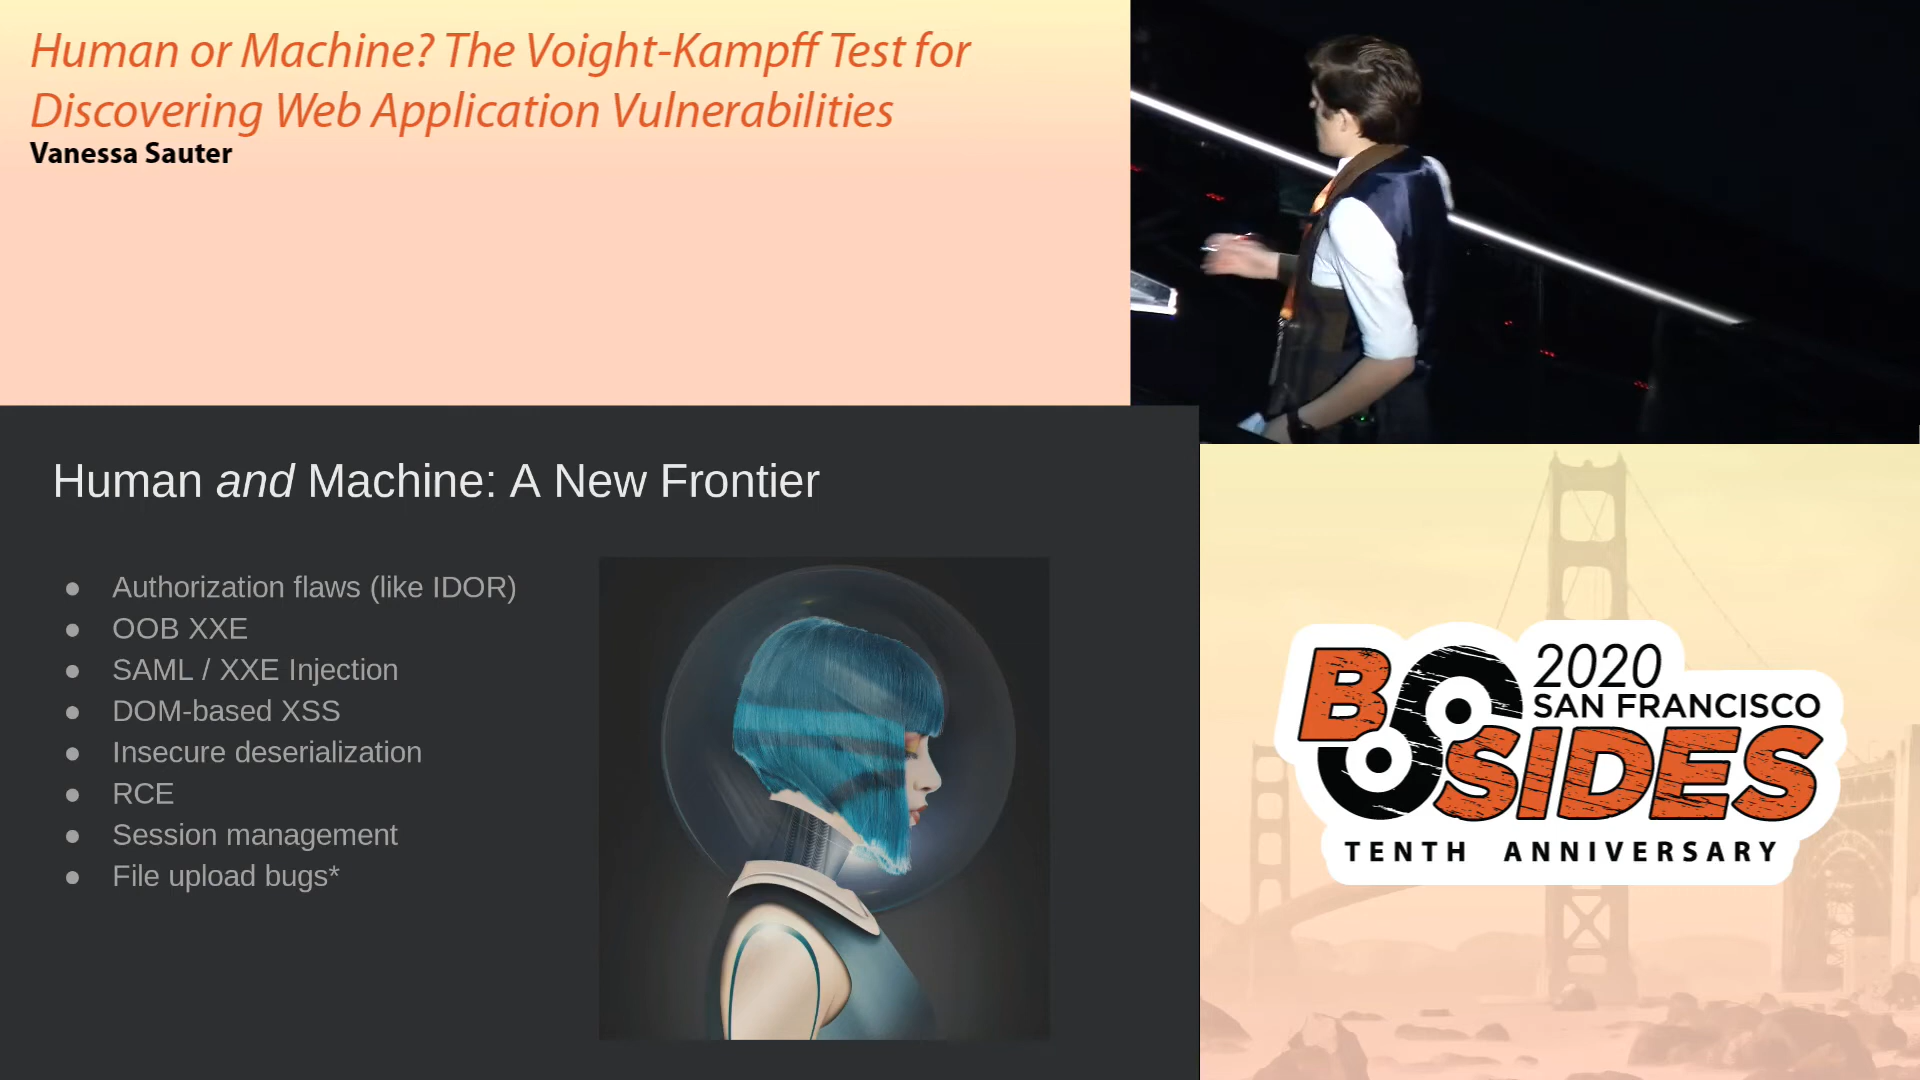 Human or Machine? The Voight-Kampff Test for
Discovering Web Application Vulnerabilities
Vanessa Sauter
Human and Machine: A New Frontier
● Authorization flaws (like IDOR)
● OOB XXE
● SAML / XXE Injection
● DOM-based XSS
● Insecure deserialization
● RCE
● Session management
● File upload bugs*
2020
SAN FRANCISCO
B SIDES
TENTH ANNIVERSARY